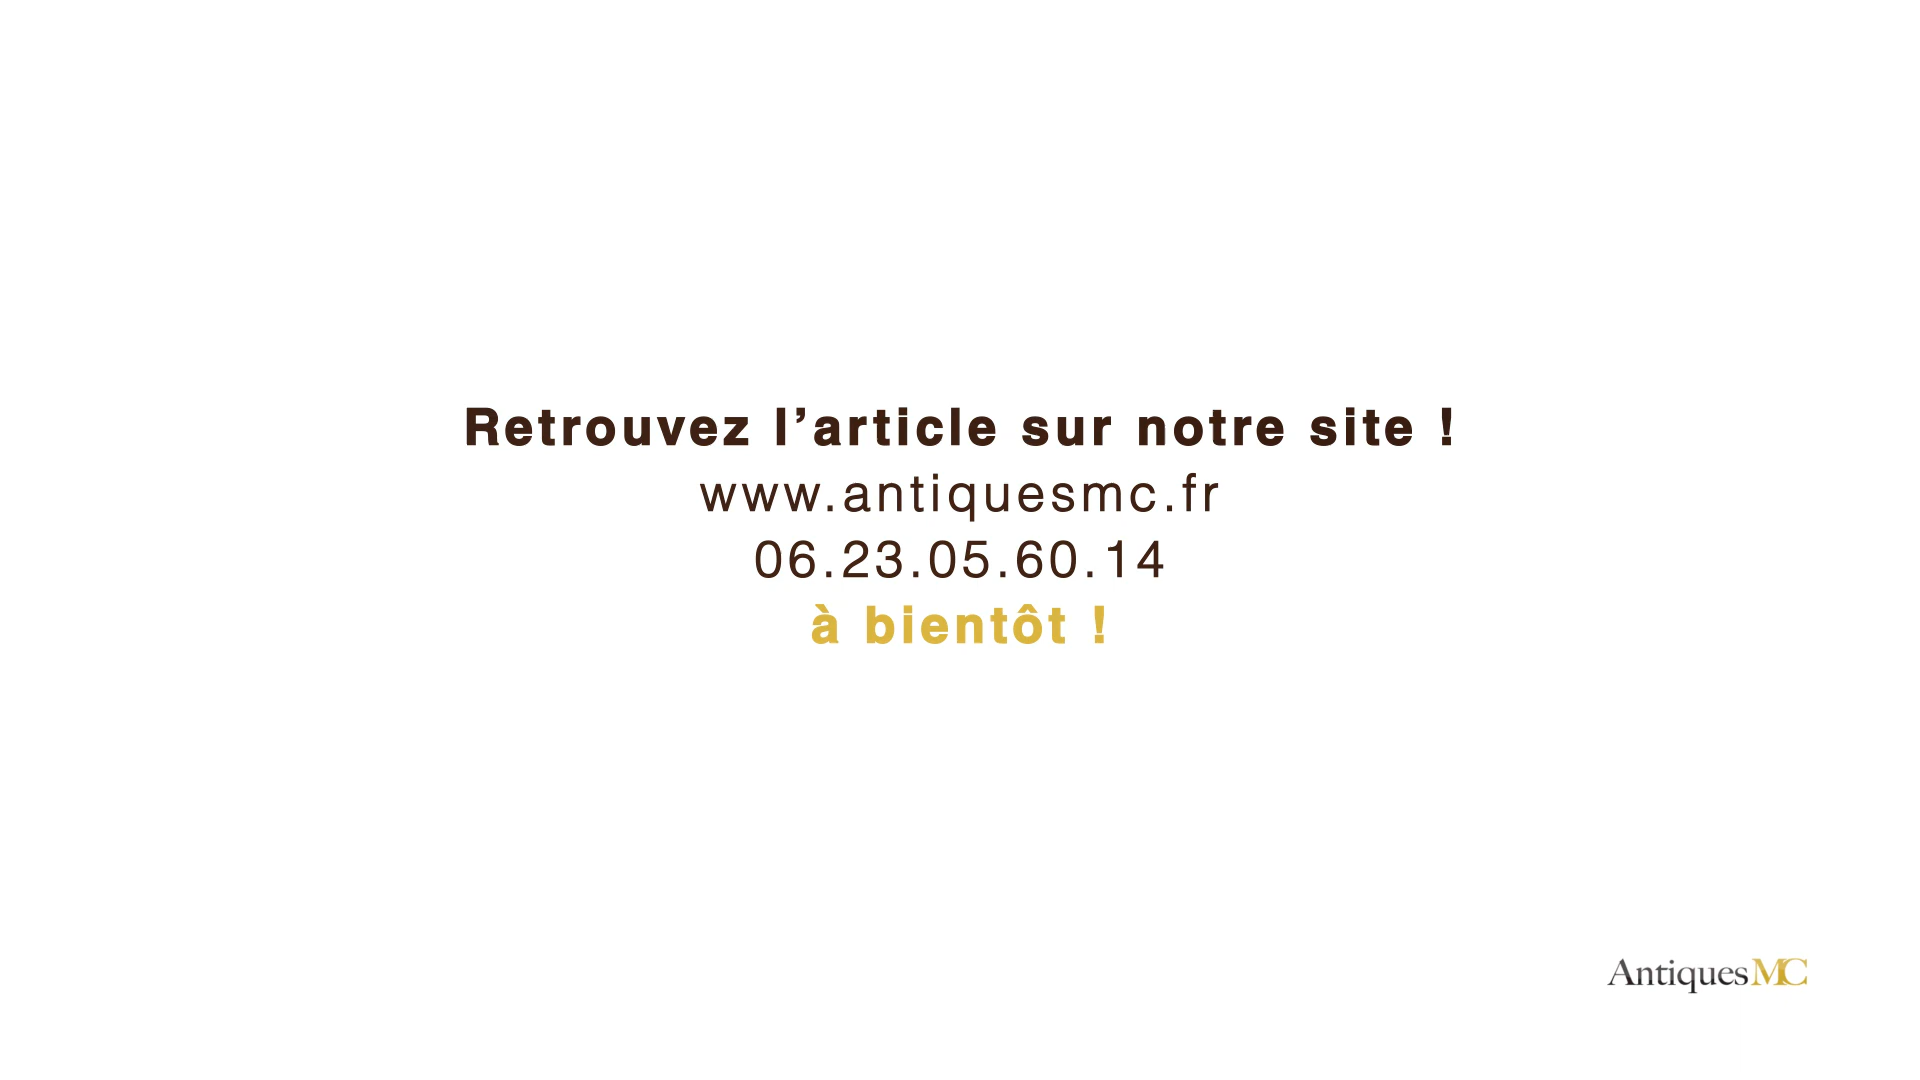 Retrouvez l’article sur notre site !
www.antiquesmc.fr
06.23.05.60.14
à bientôt !
AntiquesMC